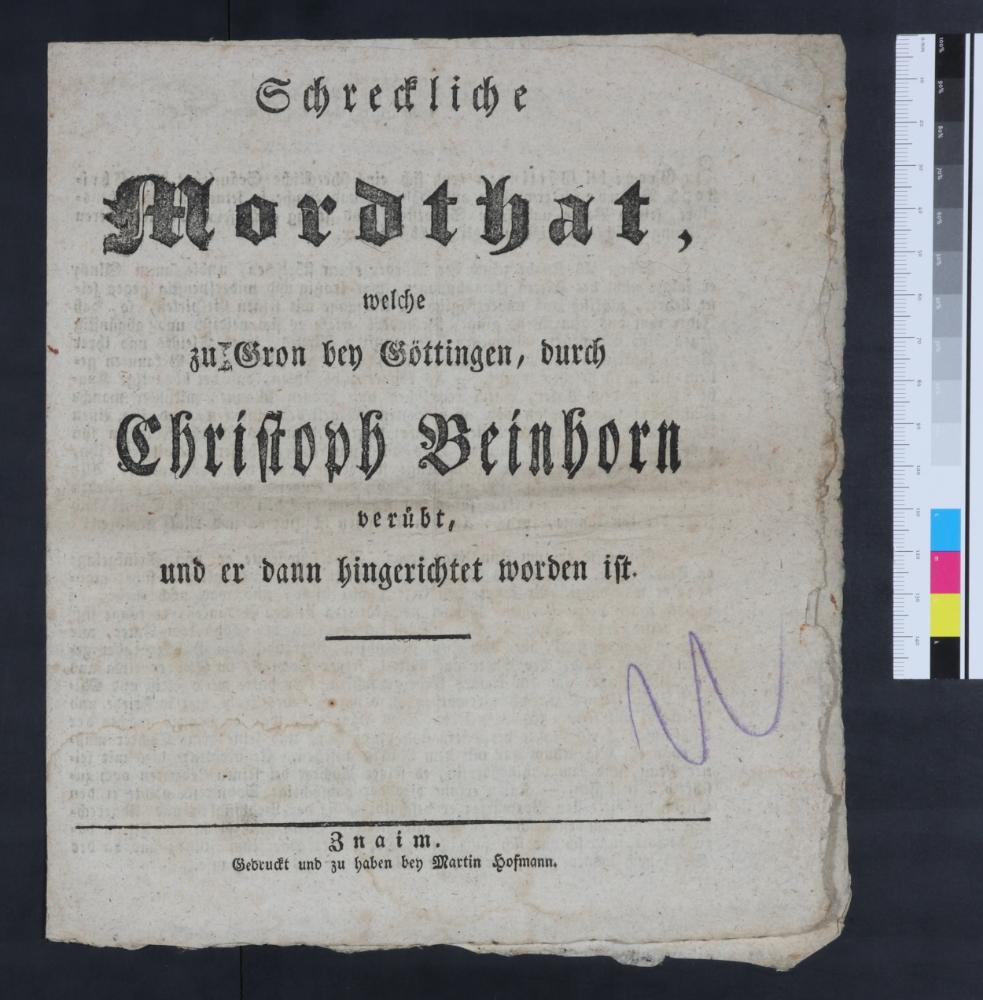 Schreckliche
Mordthat,
welche
zu Gron bey Göttingen, durch
Christoph Beinhorn
verübt,
und er dann hingerichtet worden ist.
Znaim.
Gedruckt und zu haben bey Martin Hofmann.